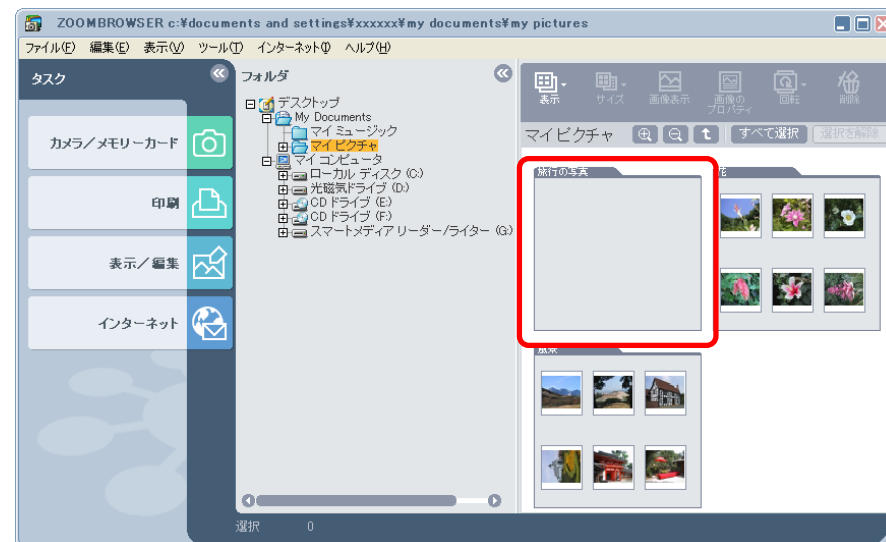 ZOOMBROWSER c:¥documents and settings¥xxxxxx¥my documents¥my pictures
ファイル(F) 編集(E) 表示(V) ツール(T) インターネット(I) ヘルプ(H)
タスク
カメラ/メモリーカード
印刷
表示/編集
インターネット
フォルダ
デスクトップ
My Documents
マイ ミュージック
マイ ピクチャ
マイ コンピュータ
ローカル ディスク (C:)
光磁気ドライブ (D:)
CD ドライブ (E:)
CD ドライブ (F:)
スマートメディア リーダー/ライター (G:)
表示 サイズ 画像表示 画像のプロパティ 回転 削除
マイ ピクチャ すべて選択 選択を解除
旅行の写真 花
風景
選択 0